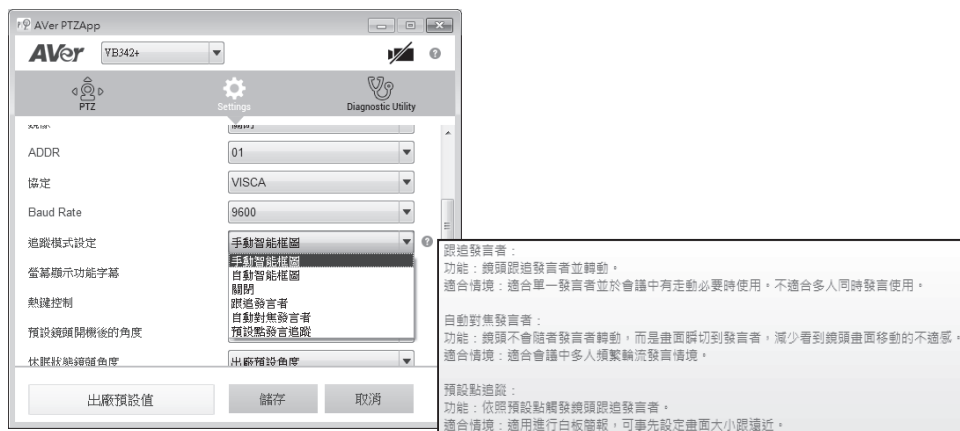 AVer PTZApp
AVer
VB342+
PTZ
Settings
Diagnostic Utility
鏡像
關閉
ADDR
01
協定
VISCA
Baud Rate
9600
追蹤模式設定
手動智能框圖
手動智能框圖
自動智能框圖
關閉
跟追發言者
自動對焦發言者
預設點發言追蹤
螢幕顯示功能字幕
熱鍵控制
預設鏡頭開機後的角度
休眠狀態鏡頭角度
出廠預設角度
出廠預設值
儲存
取消
跟追發言者：
功能：鏡頭跟追發言者並轉動。
適合情境：適合單一發言者並於會議中有走動必要時使用。不適合多人同時發言使用。
自動對焦發言者：
功能：鏡頭不會隨者發言者轉動，而是畫面瞬切到發言者，減少看到鏡頭畫面移動的不適感。
適合情境：適合會議中多人頻繁輪流發言情境。
預設點追蹤：
功能：依照預設點觸發鏡頭跟追發言者。
適合情境：適用進行白板簡報，可事先設定畫面大小跟遠近。